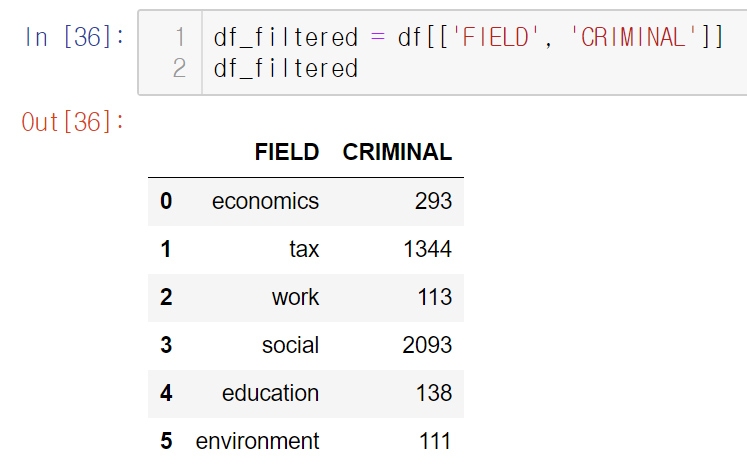 In [36]: 1 df_filtered = df[['FIELD', 'CRIMINAL']]
2 df_filtered
Out[36]:
FIELD CRIMINAL
0 economics 293
1 tax 1344
2 work 113
3 social 2093
4 education 138
5 environment 111